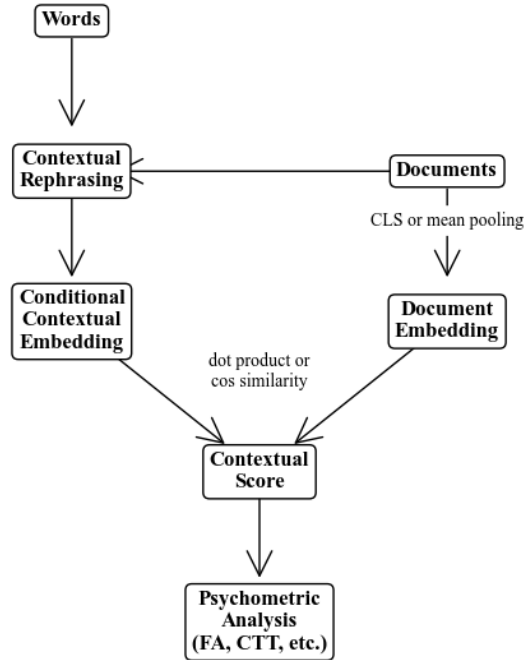 Words
Contextual
Rephrasing
Documents
CLS or mean pooling
Conditional
Contextual
Embedding
Document
Embedding
dot product or
cos similarity
Contextual
Score
Psychometric
Analysis
(FA, CTT, etc.)